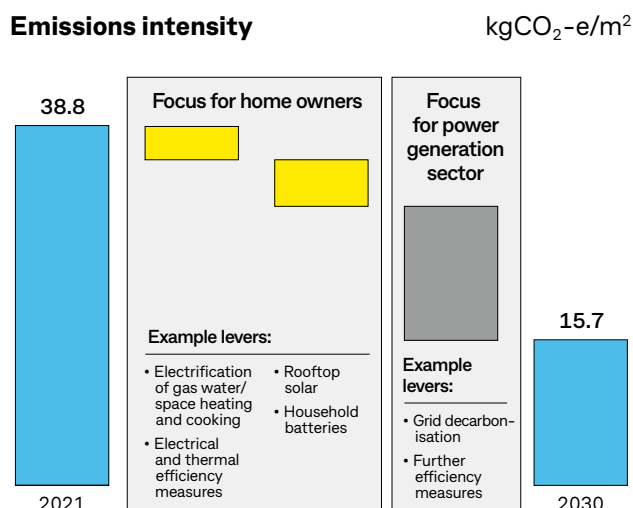 Emissions intensity
kgCO₂-e/m²
38.8
Focus for home owners
Focus
for power
generation
sector
15.7
Example levers:
• Electrification
of gas water/
space heating
and cooking
• Electrical
and thermal
efficiency
measures
• Rooftop
solar
• Household
batteries
Example
levers:
• Grid decarbon-
isation
• Further
efficiency
measures
2021
2030